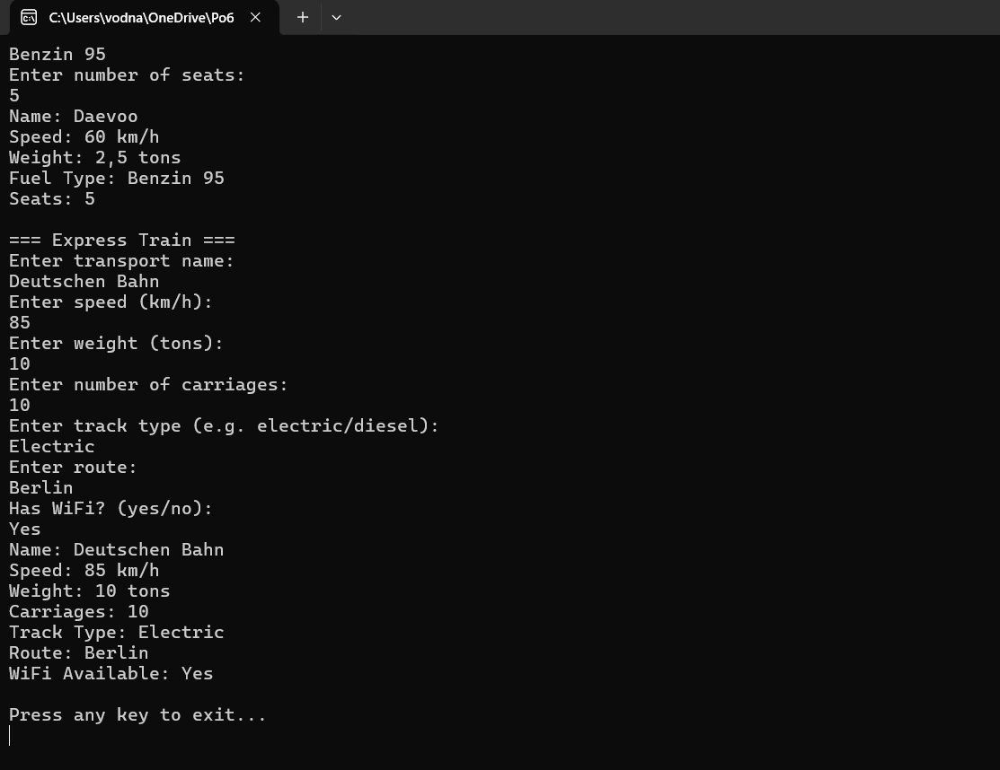 C:\Users\vodna\OneDrive\Po6
Benzin 95
Enter number of seats:
5
Name: Daevoo
Speed: 60 km/h
Weight: 2,5 tons
Fuel Type: Benzin 95
Seats: 5
=== Express Train ===
Enter transport name:
Deutschen Bahn
Enter speed (km/h):
85
Enter weight (tons):
10
Enter number of carriages:
10
Enter track type (e.g. electric/diesel):
Electric
Enter route:
Berlin
Has WiFi? (yes/no):
Yes
Name: Deutschen Bahn
Speed: 85 km/h
Weight: 10 tons
Carriages: 10
Track Type: Electric
Route: Berlin
WiFi Available: Yes
Press any key to exit...